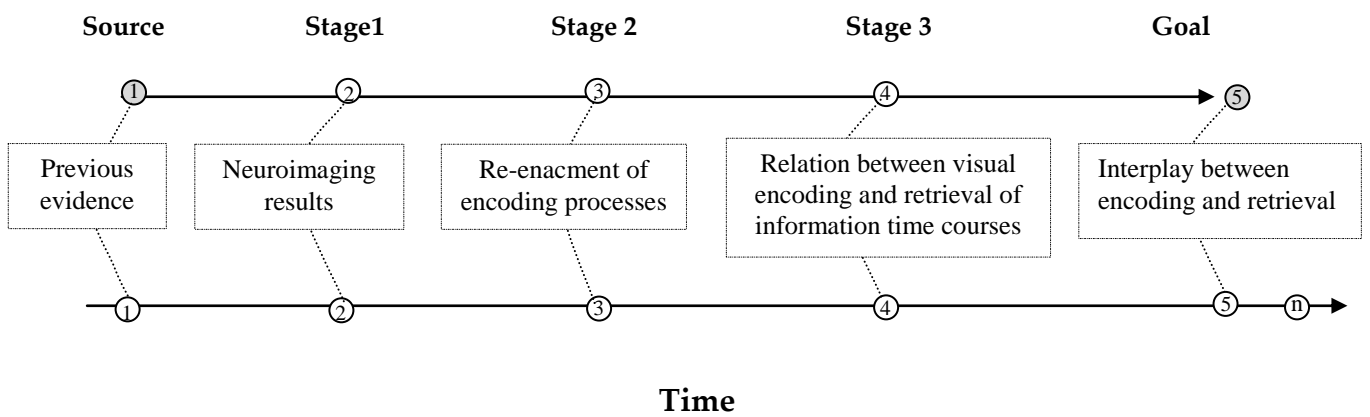 Source Stage1 Stage 2 Stage 3 Goal
1 2 3 4 5
Previous
evidence
Neuroimaging
results
Re-enacment of
encoding processes
Relation between visual
encoding and retrieval of
information time courses
Interplay between
encoding and retrieval
1 2 3 4 5 n
Time